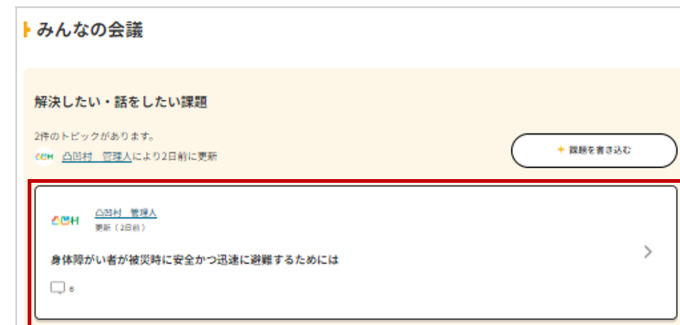 みんなの会議
解決したい・話をしたい課題
2件のトピックがあります。
凸凹村　管理人により2日前に更新
+ 課題を書き込む
凸凹村　管理人
更新（2日前）
身体障がい者が被災時に安全かつ迅速に避難するためには
6